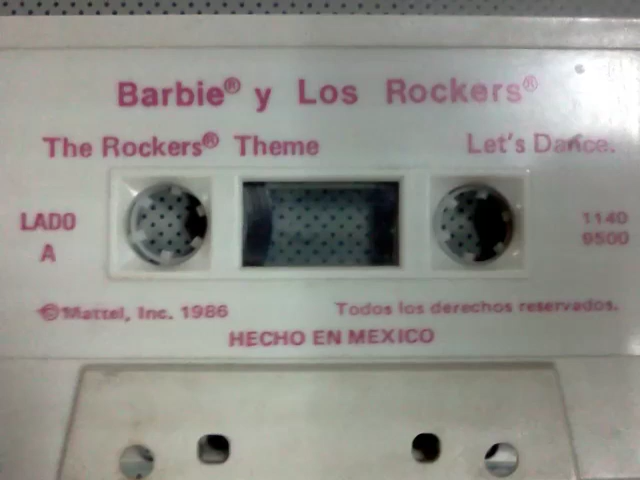 Barbie® y Los Rockers®
The Rockers® Theme Let's Dance.
LADO
A
1140
9500
©Mattel, Inc. 1986 Todos los derechos reservados.
HECHO EN MEXICO